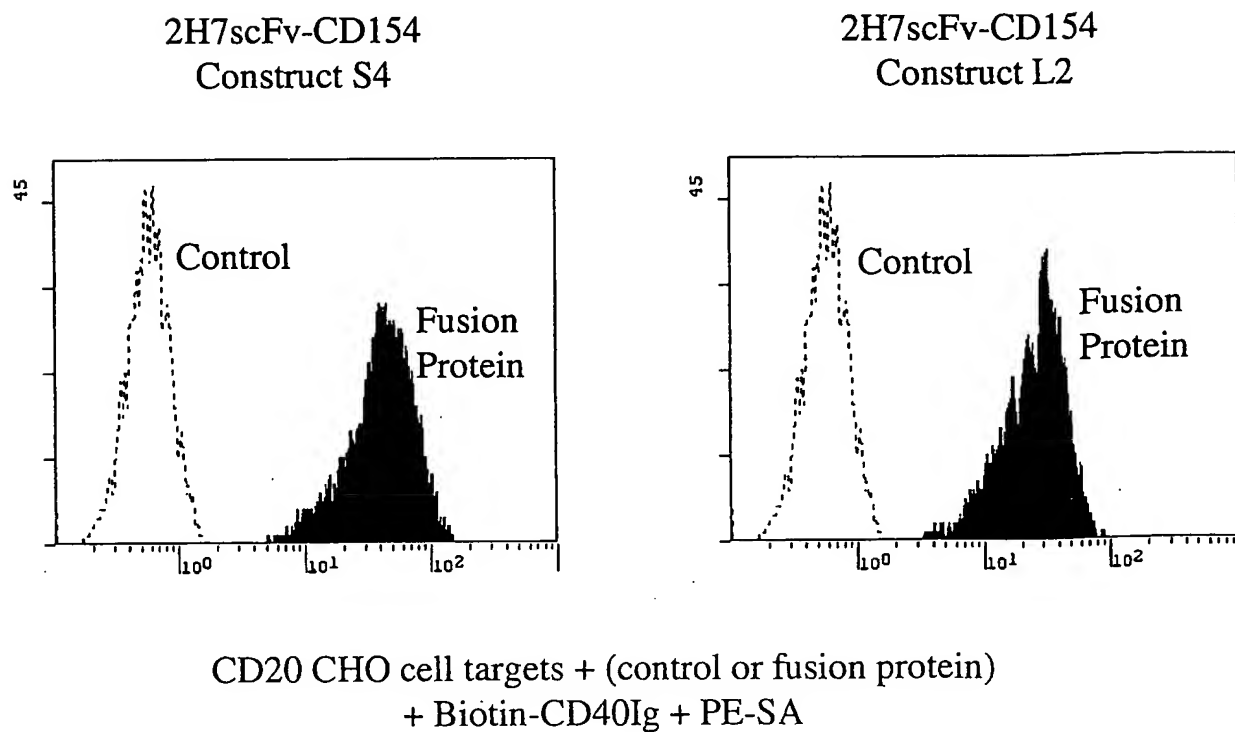 2H7scFv-CD154
Construct S4
2H7scFv-CD154
Construct L2
45
Control
Fusion
Protein
10⁰
10¹
10²
45
Control
Fusion
Protein
10⁰
10¹
10²
CD20 CHO cell targets + (control or fusion protein)
+ Biotin-CD40Ig + PE-SA